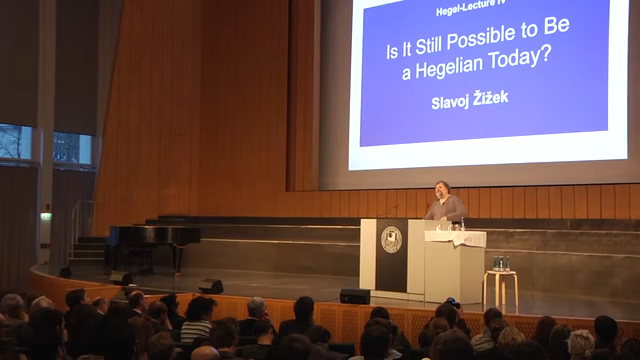 Hegel-Lecture IV
Is It Still Possible to Be
a Hegelian Today?
Slavoj Žižek